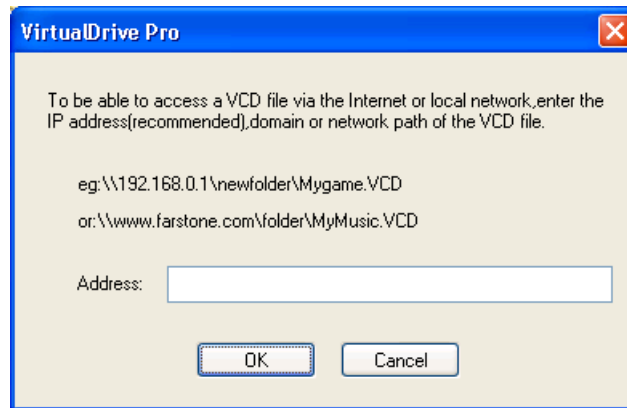 VirtualDrive Pro
To be able to access a VCD file via the Internet or local network,enter the
IP address(recommended),domain or network path of the VCD file.
eg:\\192.168.0.1\newfolder\Mygame.VCD
or:\\www.farstone.com\folder\MyMusic.VCD
Address:
OK Cancel